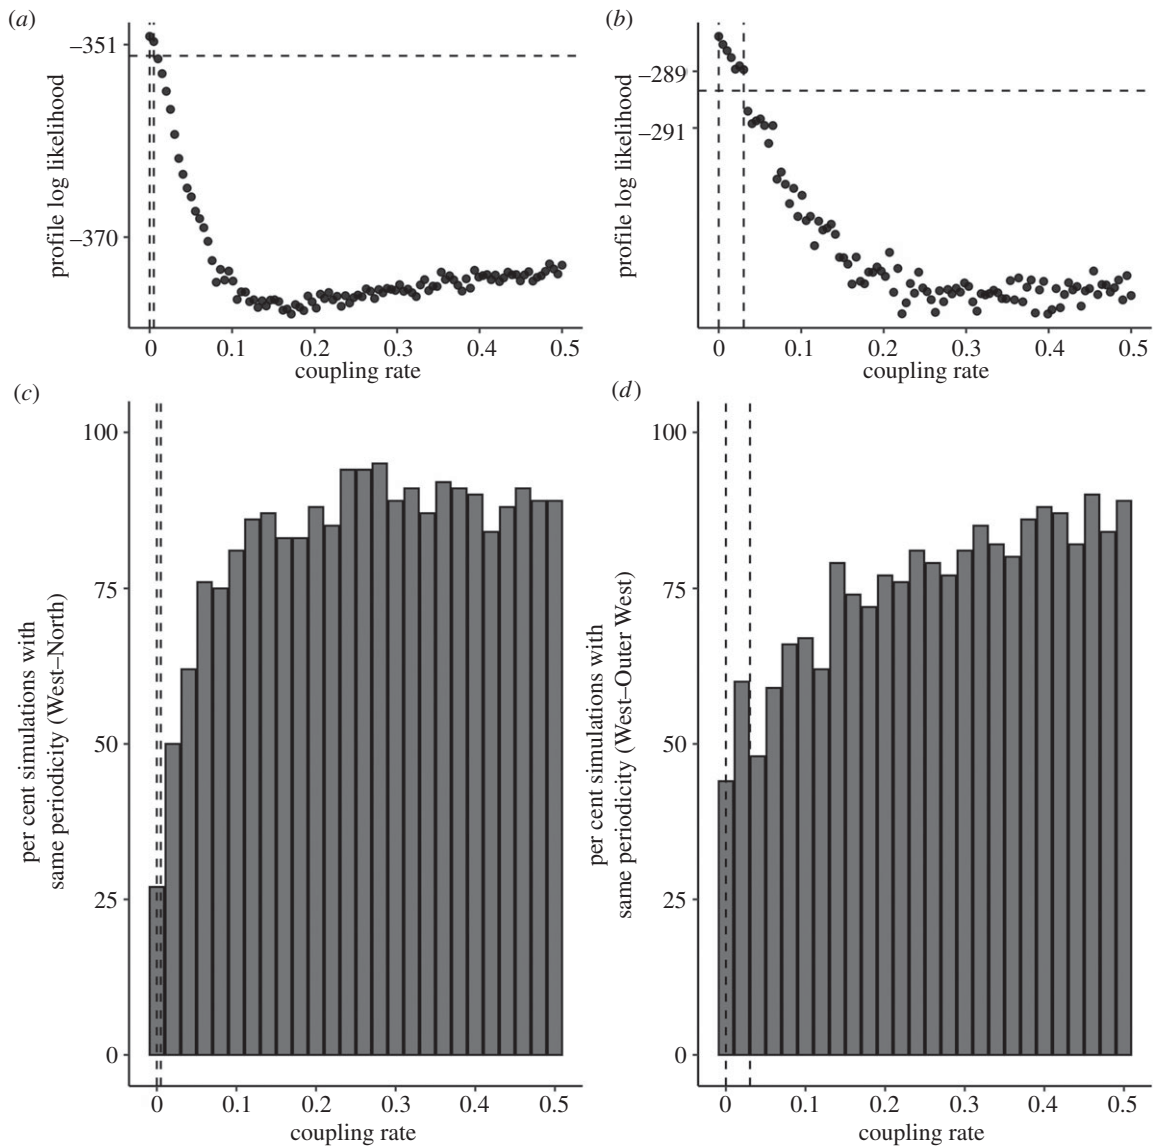 (a)
profile log likelihood
–351
–370
0 0.1 0.2 0.3 0.4 0.5
coupling rate
(b)
profile log likelihood
–289
–291
0 0.1 0.2 0.3 0.4 0.5
coupling rate
(c)
per cent simulations with
same periodicity (West–North)
100
75
50
25
0
0 0.1 0.2 0.3 0.4 0.5
coupling rate
(d)
per cent simulations with
same periodicity (West–Outer West)
100
75
50
25
0
0 0.1 0.2 0.3 0.4 0.5
coupling rate